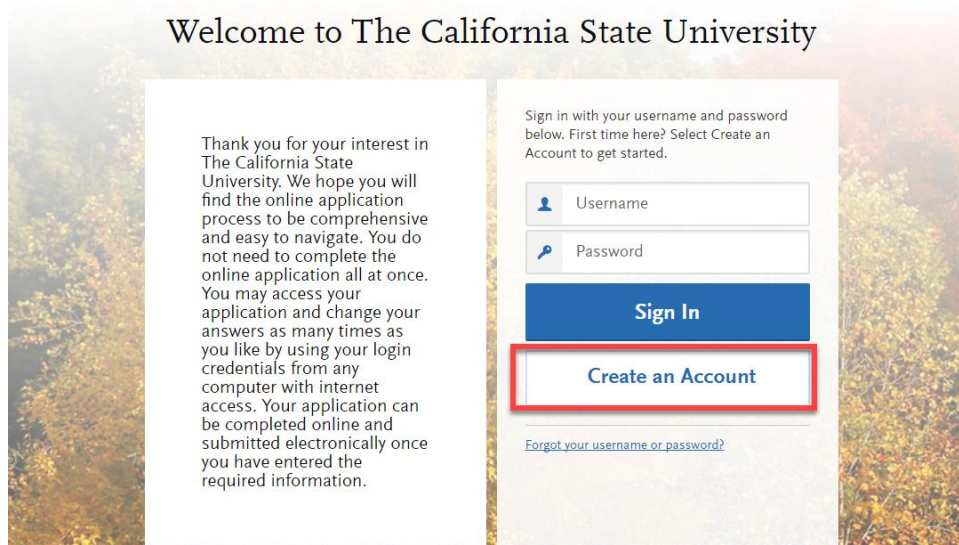 Welcome to The California State University
Thank you for your interest in
The California State
University. We hope you will
find the online application
process to be comprehensive
and easy to navigate. You do
not need to complete the
online application all at once.
You may access your
application and change your
answers as many times as
you like by using your login
credentials from any
computer with internet
access. Your application can
be completed online and
submitted electronically once
you have entered the
required information.
Sign in with your username and password
below. First time here? Select Create an
Account to get started.
Username
Password
Sign In
Create an Account
Forgot your username or password?